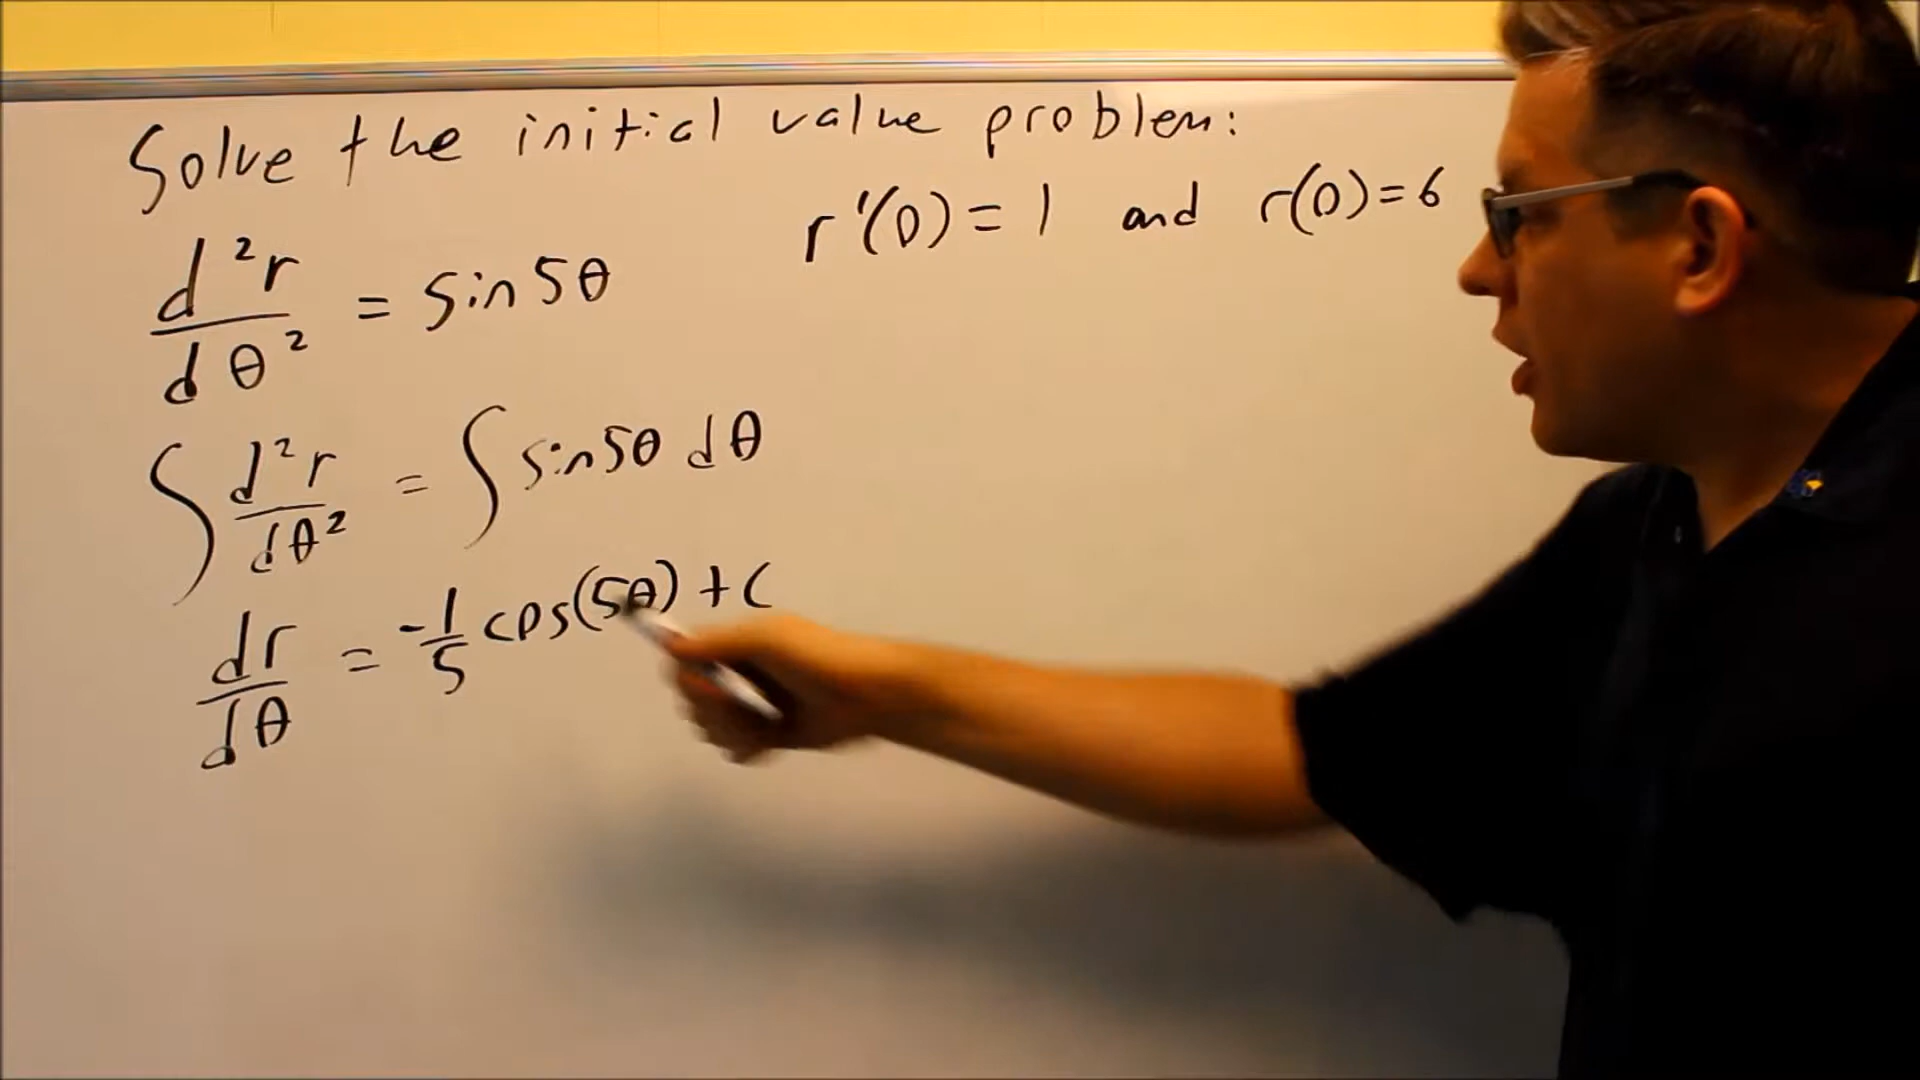 Solve the initial value problem:
r'(0) = 1 and r(0) = 6
d²r/dθ² = sin 5θ
∫ d²r/dθ² = ∫ sin 5θ dθ
dr/dθ = -1/5 cos(5θ) + C